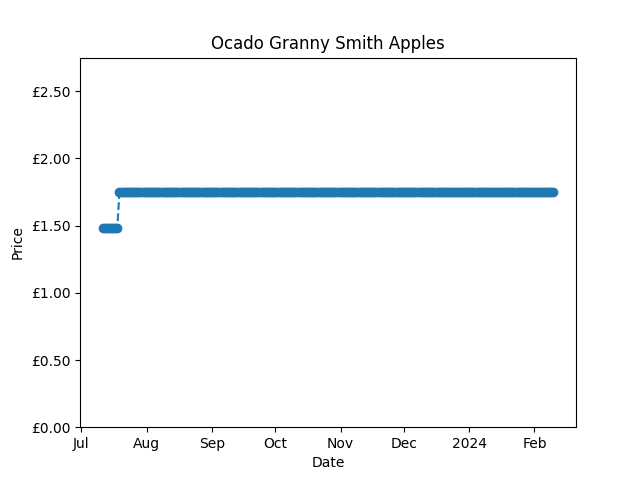 Ocado Granny Smith Apples
£2.50
£2.00
£1.50
£1.00
£0.50
£0.00
Price
Jul Aug Sep Oct Nov Dec 2024 Feb
Date